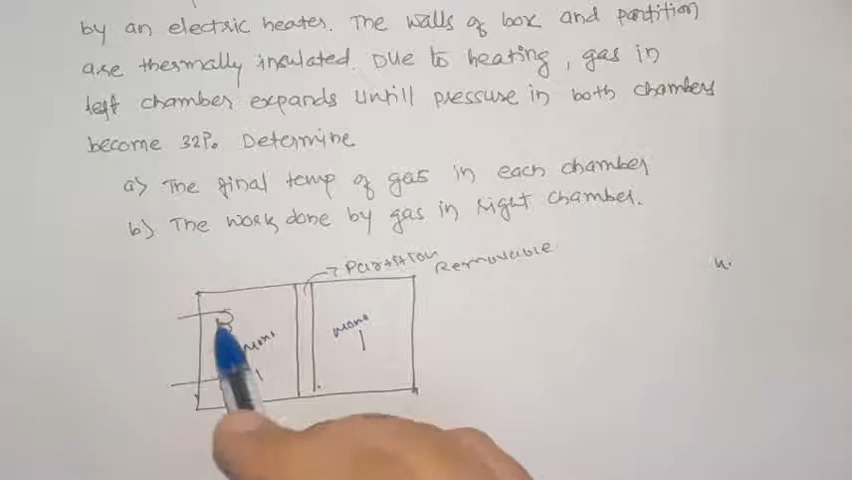 by an electric heater. The walls of box and partition
are thermally insulated. Due to heating, gas in
left chamber expands untill pressure in both chambers
become 32P₀ Determine
a) The final temp of gas in each chamber
b) The work done by gas in right chamber.
Partition Removable
mono
1
mono
1